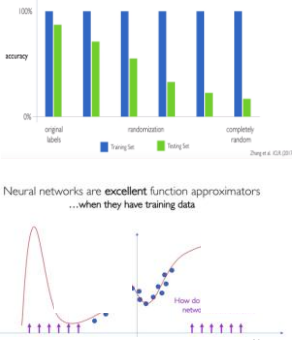 100%
accuracy
0%
original
labels
randomization
completely
random
Training Set
Testing Set
Zhang et al. ICLR (2017)
Neural networks are excellent function approximators
...when they have training data
How do
netwo